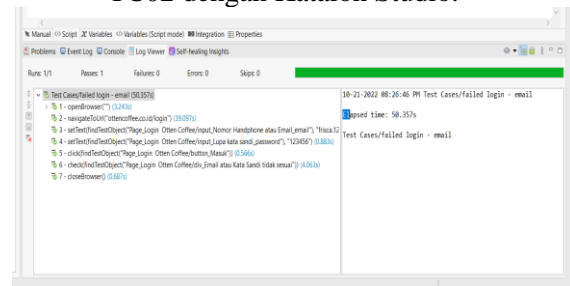 TC02 dengan Katalon Studio.
Manual Script Variables Variables (Script mode) Integration Properties
Problems Event Log Console Log Viewer Self-healing Insights
Runs: 1/1 Passes: 1 Failures: 0 Errors: 0 Skips: 0
Test Cases/failed login - email (50.357s)
1 - openBrowser("") (3.243s)
2 - navigateToUrl("ottencoffee.co.id/login") (39.097s)
3 - setText(findTestObject("Page_Login Otten Coffee/input_Nomor Handphone atau Email_email"), "frisca.12
4 - setText(findTestObject("Page_Login Otten Coffee/input_Lupa kata sandi_password"), "123456") (0.883s)
5 - click(findTestObject("Page_Login Otten Coffee/button_Masuk")) (0.566s)
6 - check(findTestObject("Page_Login Otten Coffee/div_Email atau Kata Sandi tidak sesuai")) (4.063s)
7 - closeBrowser() (0.687s)
10-21-2022 08:26:46 PM Test Cases/failed login - email
Elapsed time: 50.357s
Test Cases/failed login - email